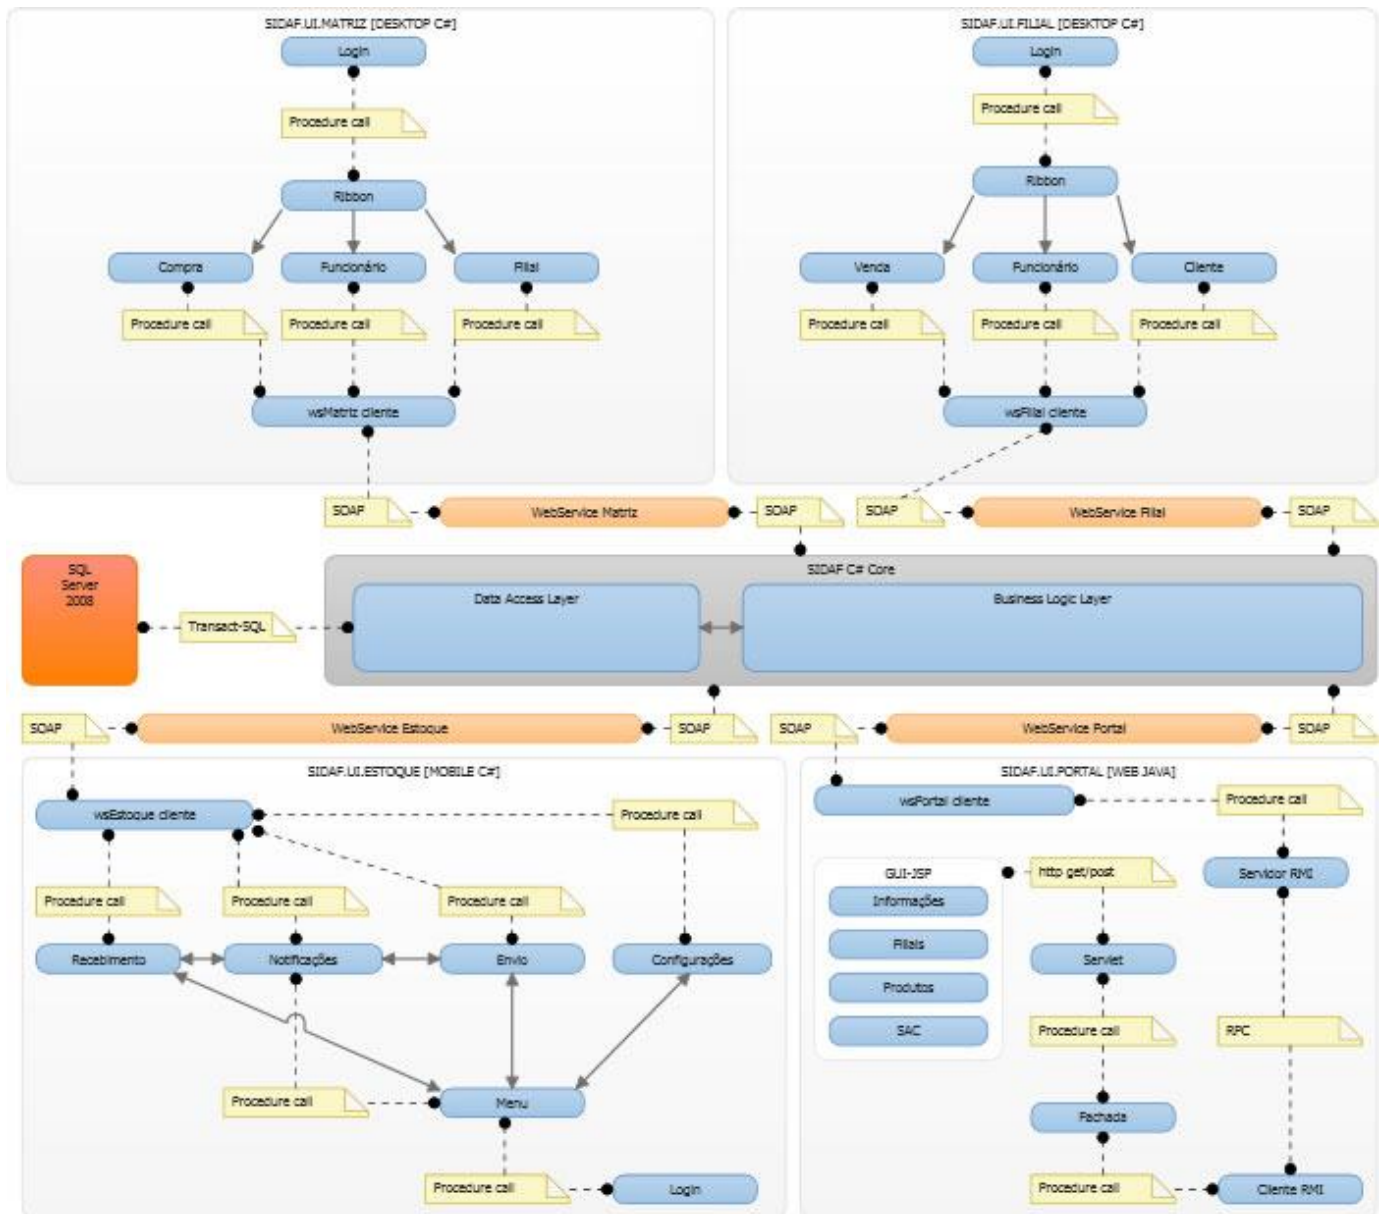 SIDAF.UI.MATRIZ [DESKTOP C#]
Login
Procedure call
Ribbon
Compra
Funcionário
Filial
Procedure call
Procedure call
Procedure call
wsMatriz cliente
SIDAF.UI.FILIAL [DESKTOP C#]
Login
Procedure call
Ribbon
Venda
Funcionário
Cliente
Procedure call
Procedure call
Procedure call
wsFilial cliente
SOAP
WebService Matriz
SOAP
SOAP
WebService Filial
SOAP
SQL
Server
2008
Transact-SQL
SIDAF C# Core
Data Access Layer
Business Logic Layer
SOAP
WebService Estoque
SOAP
SOAP
WebService Portal
SOAP
SIDAF.UI.ESTOQUE [MOBILE C#]
wsEstoque cliente
Procedure call
Procedure call
Procedure call
Procedure call
Recebimento
Notificações
Envio
Configurações
Procedure call
Menu
Procedure call
Login
SIDAF.UI.PORTAL [WEB JAVA]
wsPortal cliente
Procedure call
GUI-JSP
Informações
Filiais
Produtos
SAC
http get/post
Servidor RMI
Servlet
Procedure call
RPC
Fachada
Procedure call
Cliente RMI